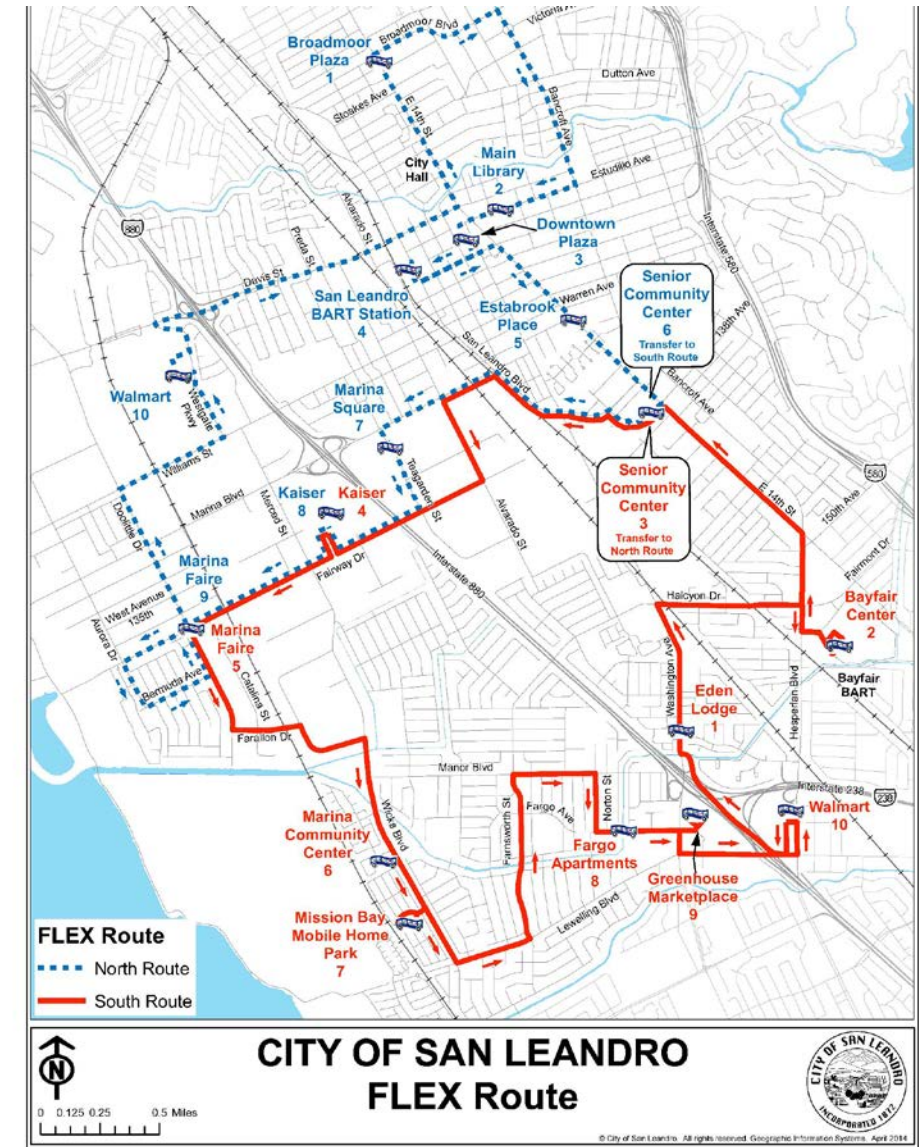 Victoria Av
Broadmoor Blvd
Broadmoor
Plaza
1
Dutton Ave
Stoakes Ave
E 14th St
Bancroft Ave
City
Hall
Main
Library
2
Estudillo Ave
Alvarado St
880
Preda St
Downtown
Plaza
3
Interstate 580
Davis St
San Leandro
BART Station
4
Estabrook
Place
5
Warren Ave
Senior
Community
Center
6
Transfer to
South Route
138th Ave
San Leandro Blvd
Bancroft Ave
Walmart
10
Westgate
Pkwy
Marina
Square
7
Teagarden St
Williams St
Senior
Community
Center
3
Transfer to
North Route
E 14th St
580
150th Ave
Marina Blvd
Merced St
Kaiser
8
Kaiser
4
Doolittle Dr
Alvarado St
Fairmont Dr
Fairway Dr
Interstate 880
Marina
Faire
9
West Avenue
135th
Halcyon Dr
Bayfair
Center
2
Aurora Dr
Marina
Faire
5
Bermuda Ave
Catalina St
Washington Ave
Bayfair
BART
Eden
Lodge
1
Hesperian Blvd
Farallon Dr
Manor Blvd
Interstate 238
238
Farnsworth St
Fargo Ave
Norton St
Walmart
10
Marina
Community
Center
6
Wicks Blvd
Fargo
Apartments
8
Greenhouse
Marketplace
9
Lewelling Blvd
Mission Bay
Mobile Home
Park
7
FLEX Route
North Route
South Route
N
0 0.125 0.25 0.5 Miles
CITY OF SAN LEANDRO
FLEX Route
CITY OF SAN LEANDRO
INCORPORATED 1872
© City of San Leandro. All rights reserved. Geographic Information Systems. April 2014